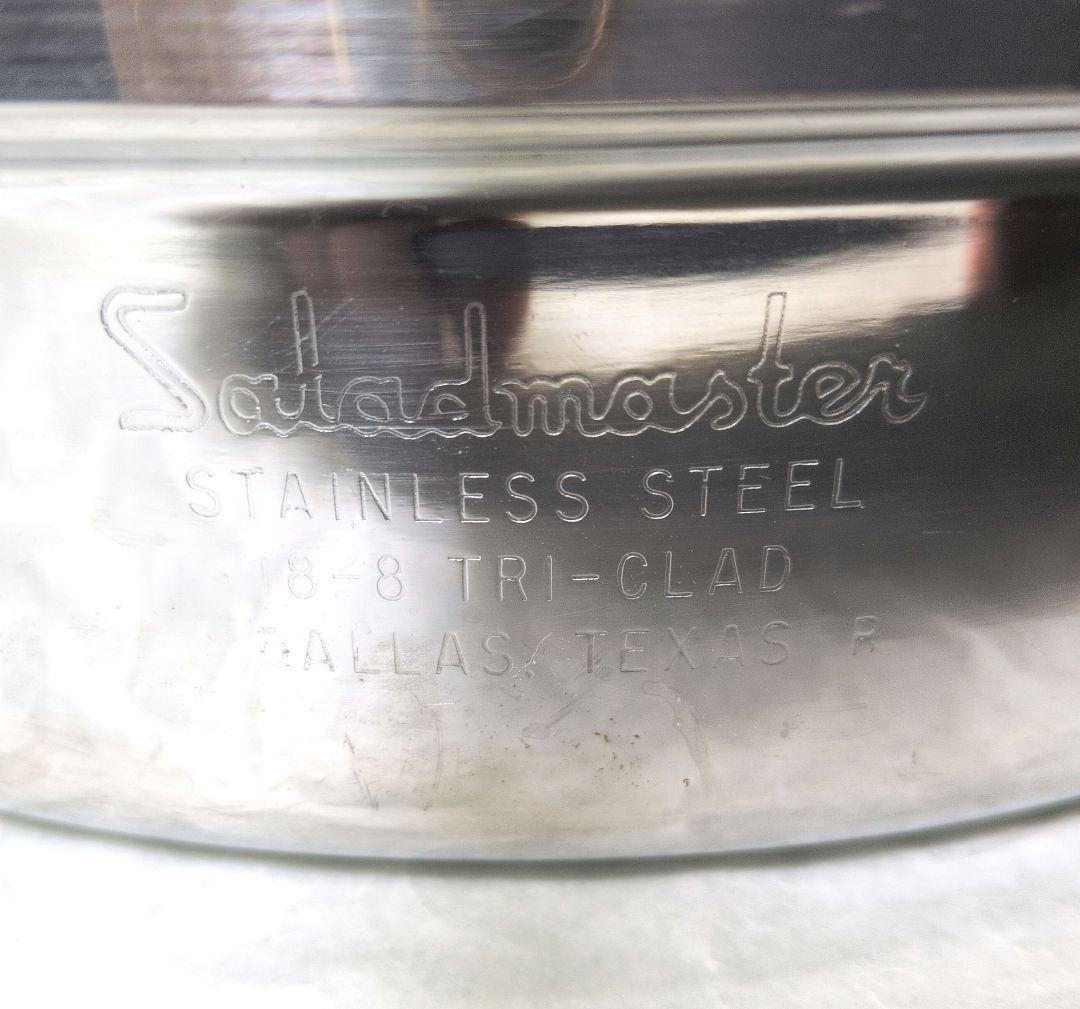 Saladmaster
STAINLESS STEEL
18-8 TRI-CLAD
DALLAS, TEXAS R